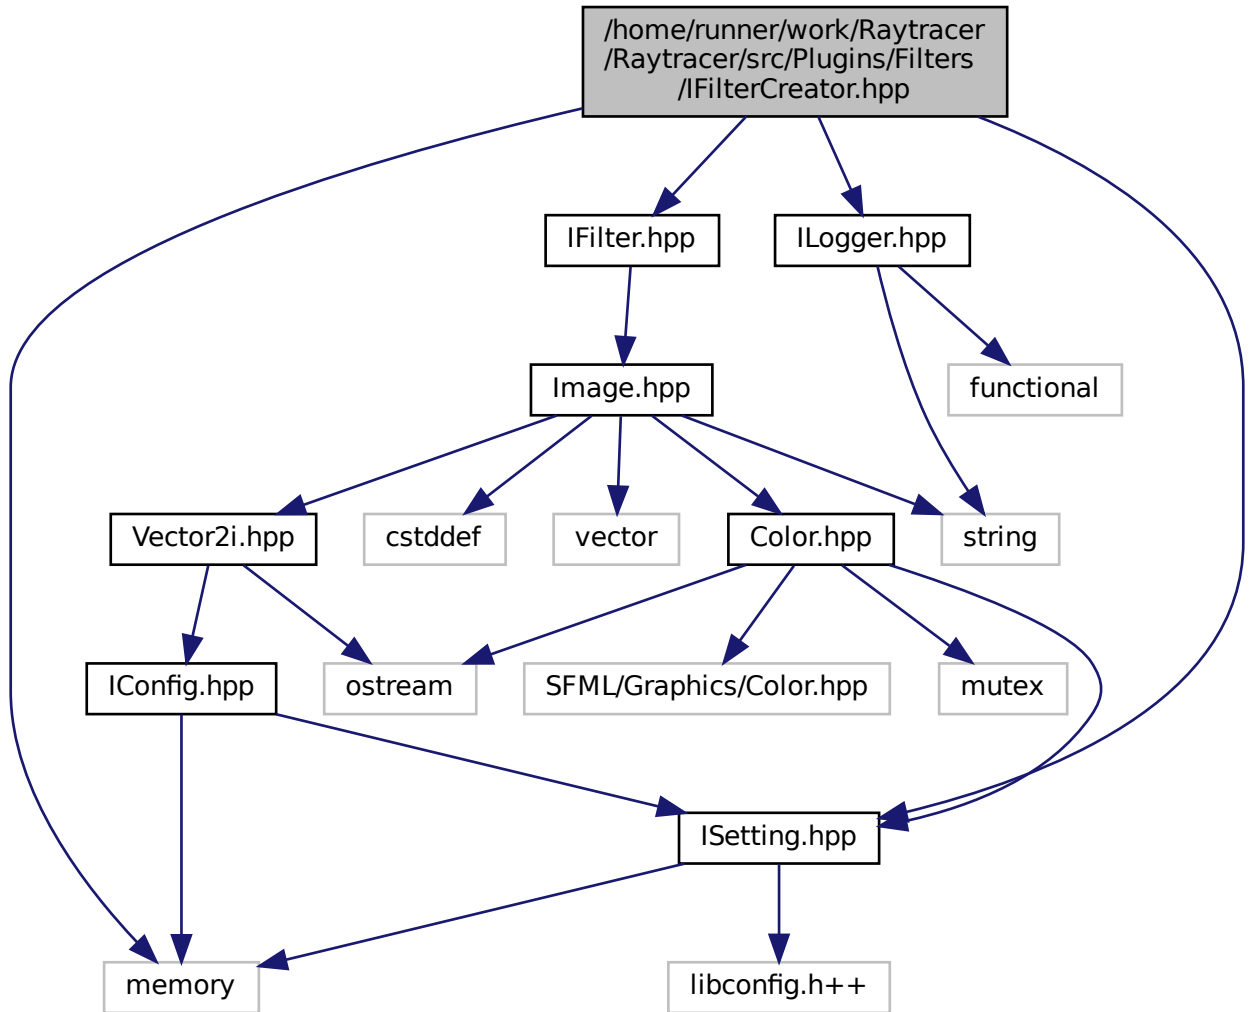 /home/runner/work/Raytracer
/Raytracer/src/Plugins/Filters
/IFilterCreator.hpp
IFilter.hpp
ILogger.hpp
Image.hpp
functional
Vector2i.hpp
cstddef
vector
Color.hpp
string
IConfig.hpp
ostream
SFML/Graphics/Color.hpp
mutex
ISetting.hpp
memory
libconfig.h++